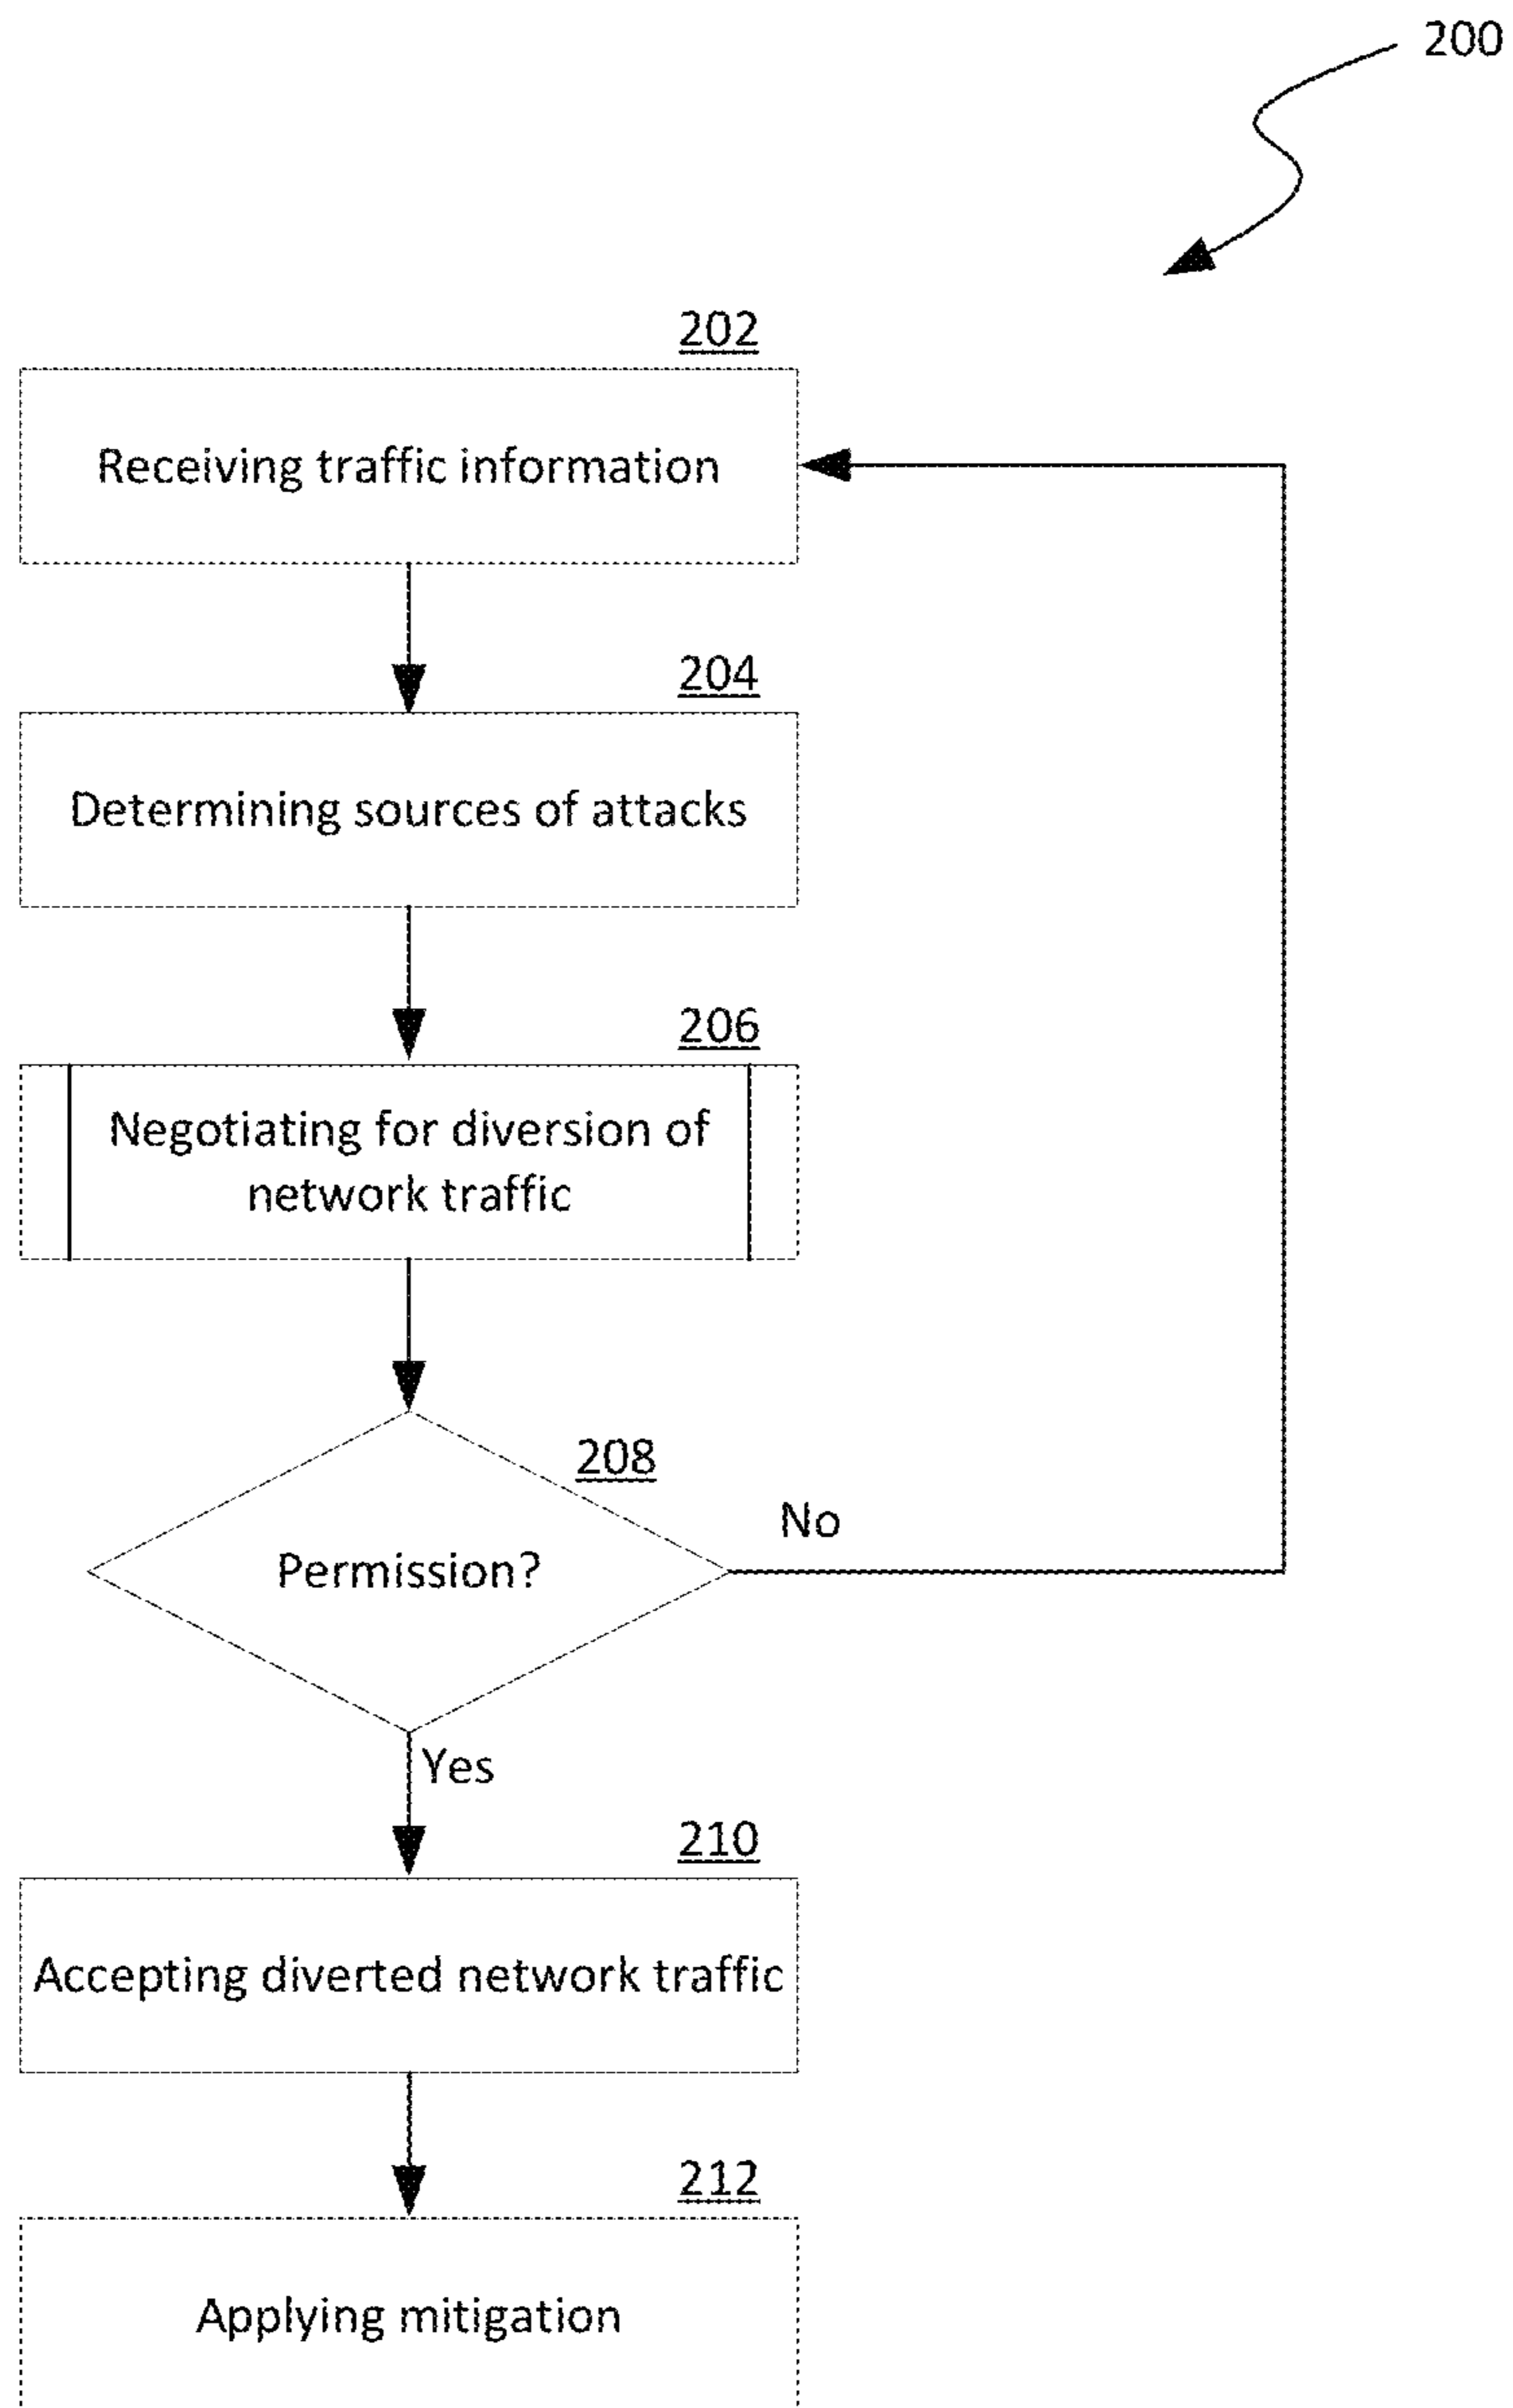 200
202
Receiving traffic information
204
Determining sources of attacks
206
Negotiating for diversion of
network traffic
208
No
Permission?
Yes
210
Accepting diverted network traffic
212
Applying mitigation